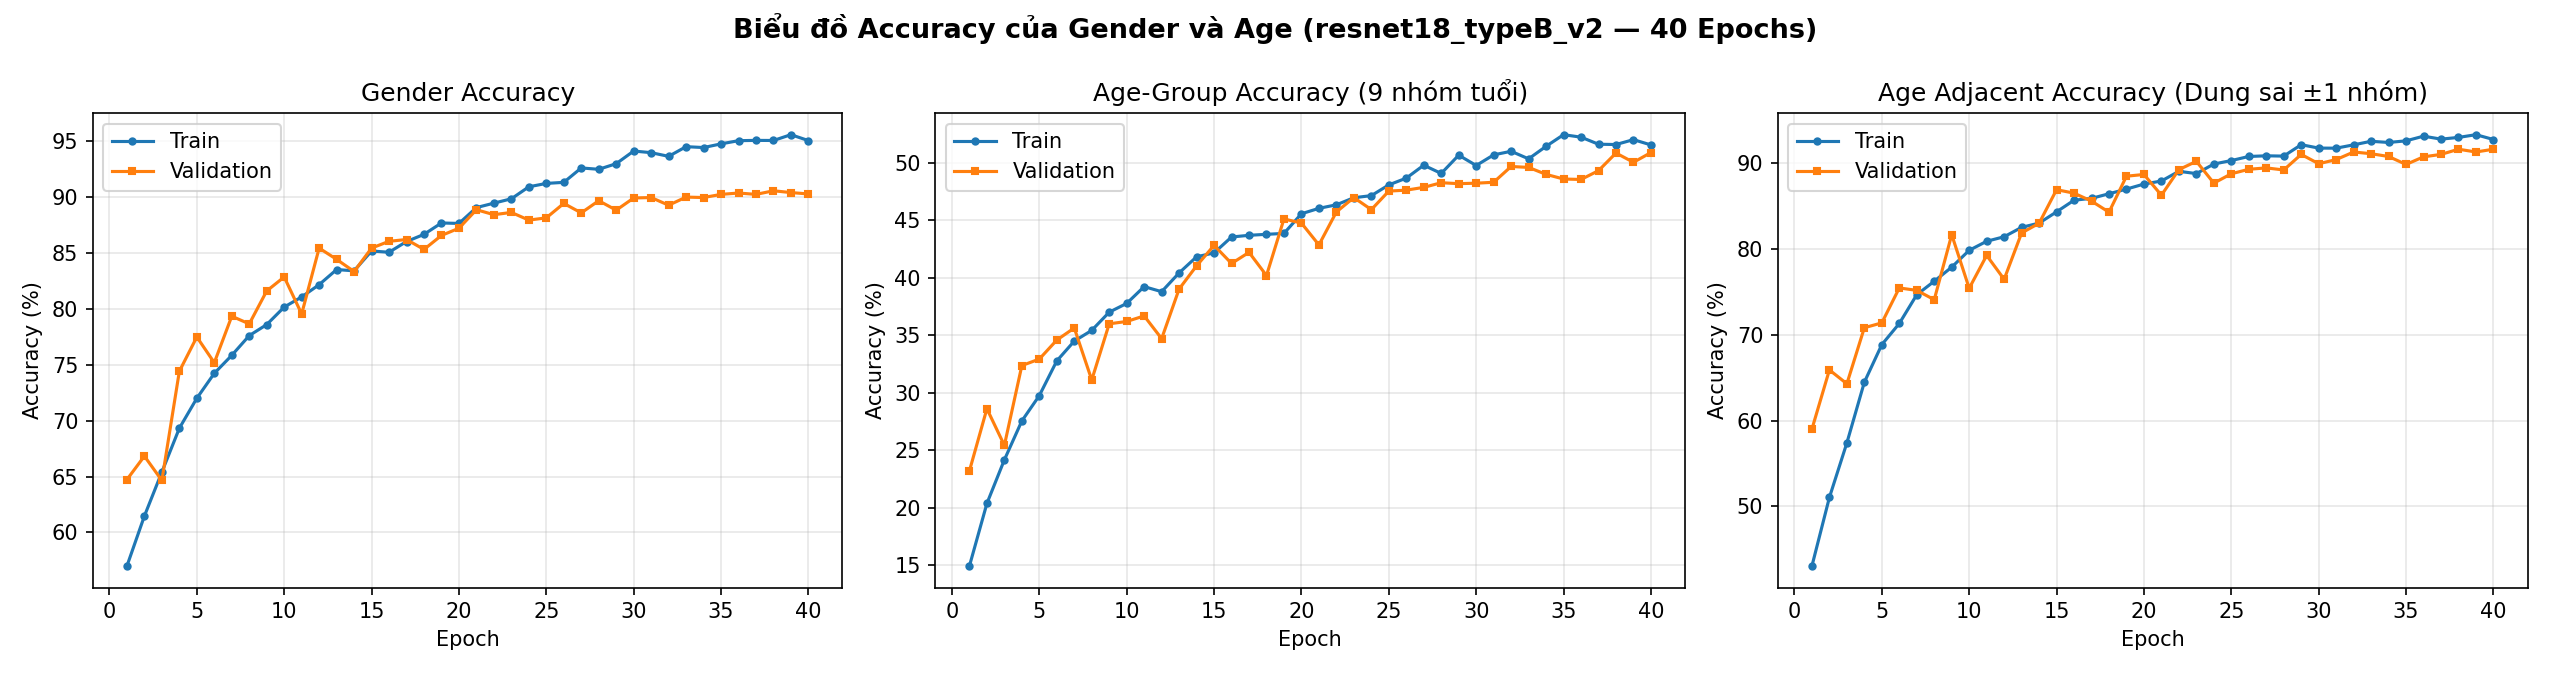 Biểu đồ Accuracy của Gender và Age (resnet18_typeB_v2 — 40 Epochs)
Gender Accuracy
Train
Validation
Accuracy (%)
95
90
85
80
75
70
65
60
0 5 10 15 20 25 30 35 40
Epoch
Age-Group Accuracy (9 nhóm tuổi)
Train
Validation
Accuracy (%)
50
45
40
35
30
25
20
15
0 5 10 15 20 25 30 35 40
Epoch
Age Adjacent Accuracy (Dung sai ±1 nhóm)
Train
Validation
Accuracy (%)
90
80
70
60
50
0 5 10 15 20 25 30 35 40
Epoch